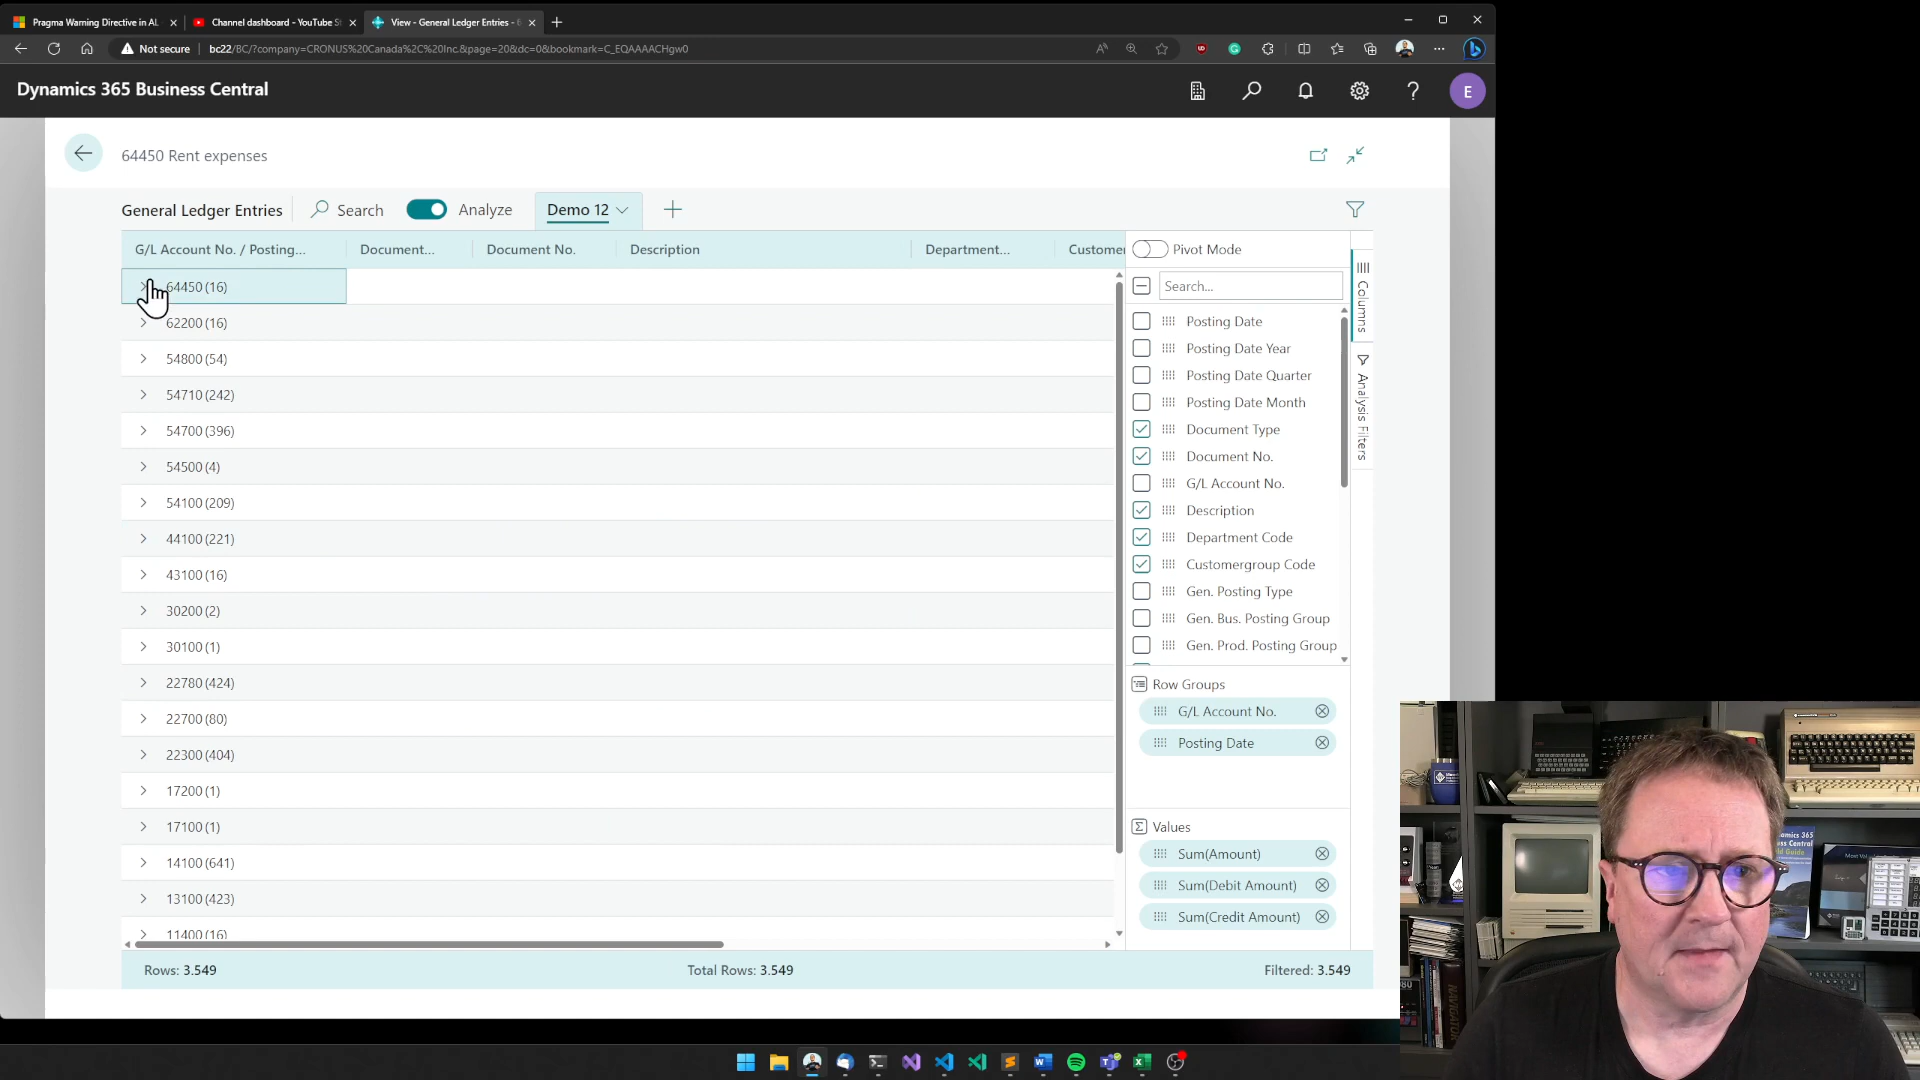 Pragma Warning Directive in AL
Channel dashboard - YouTube St
View - General Ledger Entries - B
Not secure
bc22/BC/?company=CRONUS%20Canada%2C%20Inc.&page=20&dc=0&bookmark=C_EQAAAACHgw0
Dynamics 365 Business Central
E
64450 Rent expenses
General Ledger Entries
Search
Analyze
Demo 12
G/L Account No. / Posting...
Document...
Document No.
Description
Department...
Customer
64450 (16)
62200 (16)
54800 (54)
54710 (242)
54700 (396)
54500 (4)
54100 (209)
44100 (221)
43100 (16)
30200 (2)
30100 (1)
22780 (424)
22700 (80)
22300 (404)
17200 (1)
17100 (1)
14100 (641)
13100 (423)
11400 (16)
Pivot Mode
Search...
Posting Date
Posting Date Year
Posting Date Quarter
Posting Date Month
Document Type
Document No.
G/L Account No.
Description
Department Code
Customergroup Code
Gen. Posting Type
Gen. Bus. Posting Group
Gen. Prod. Posting Group
Columns
Analysis Filters
Row Groups
G/L Account No.
Posting Date
Values
Sum(Amount)
Sum(Debit Amount)
Sum(Credit Amount)
Rows: 3.549
Total Rows: 3.549
Filtered: 3.549